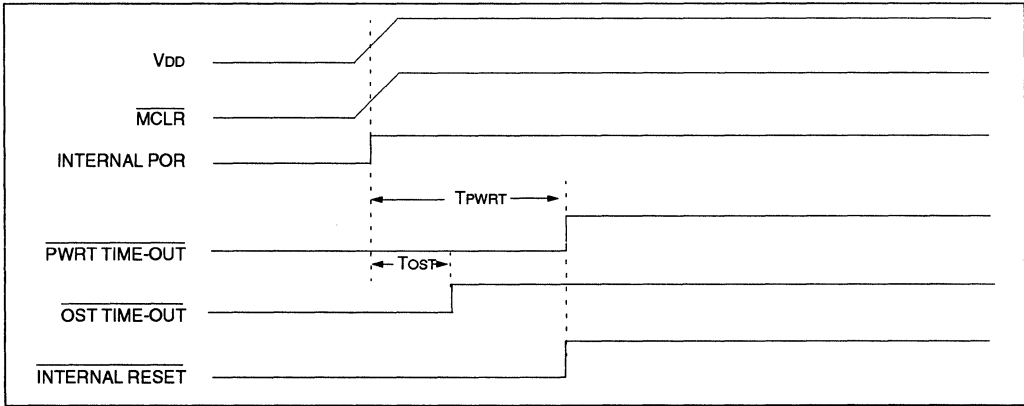 VDD
MCLR
INTERNAL POR
TPWRT
PWRT TIME-OUT
TOST
OST TIME-OUT
INTERNAL RESET